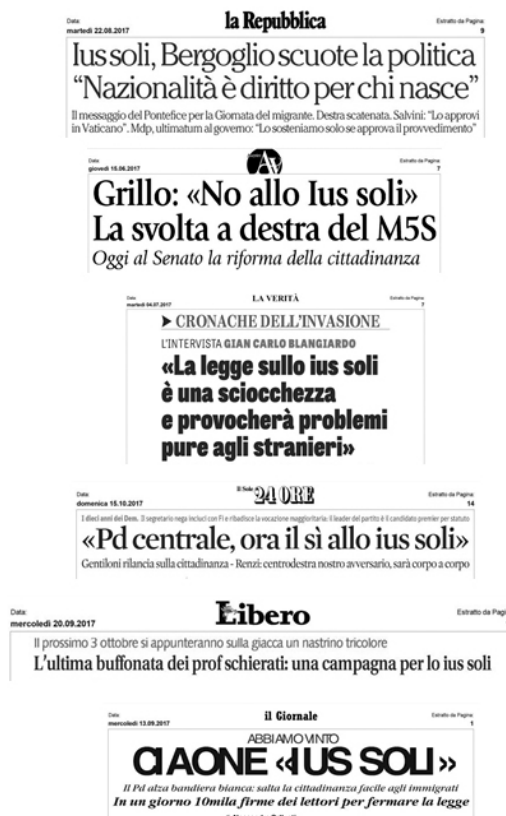 Data:
martedì 22.08.2017
la Repubblica
Estratto da Pagina:
9
Ius soli, Bergoglio scuote la politica
“Nazionalità è diritto per chi nasce”
Il messaggio del Pontefice per la Giornata del migrante. Destra scatenata. Salvini: “Lo approvi
in Vaticano”. Mdp, ultimatum al governo: “Lo sosteniamo solo se approva il provvedimento”
Data:
giovedì 15.06.2017
Av
Estratto da Pagina:
7
Grillo: «No allo Ius soli»
La svolta a destra del M5S
Oggi al Senato la riforma della cittadinanza
Data:
martedì 04.07.2017
LA VERITÀ
Estratto da Pagina:
7
CRONACHE DELL'INVASIONE
L'INTERVISTA GIAN CARLO BLANGIARDO
«La legge sullo ius soli
è una sciocchezza
e provocherà problemi
pure agli stranieri»
Data:
domenica 15.10.2017
Il Sole 24 ORE
Estratto da Pagina:
14
I dieci anni del Dem. Il segretario nega inciuci con Fi e ribadisce la vocazione maggioritaria: il leader del partito è il candidato premier per statuto
«Pd centrale, ora il sì allo ius soli»
Gentiloni rilancia sulla cittadinanza - Renzi: centrodestra nostro avversario, sarà corpo a corpo
Data:
mercoledì 20.09.2017
Libero
Estratto da Pagi
Il prossimo 3 ottobre si appunteranno sulla giacca un nastrino tricolore
L'ultima buffonata dei prof schierati: una campagna per lo ius soli
Data:
mercoledì 13.09.2017
il Giornale
Estratto da Pagina:
1
ABBIAMO VINTO
CIAONE «IUS SOLI»
Il Pd alza bandiera bianca: salta la cittadinanza facile agli immigrati
In un giorno 10mila firme dei lettori per fermare la legge